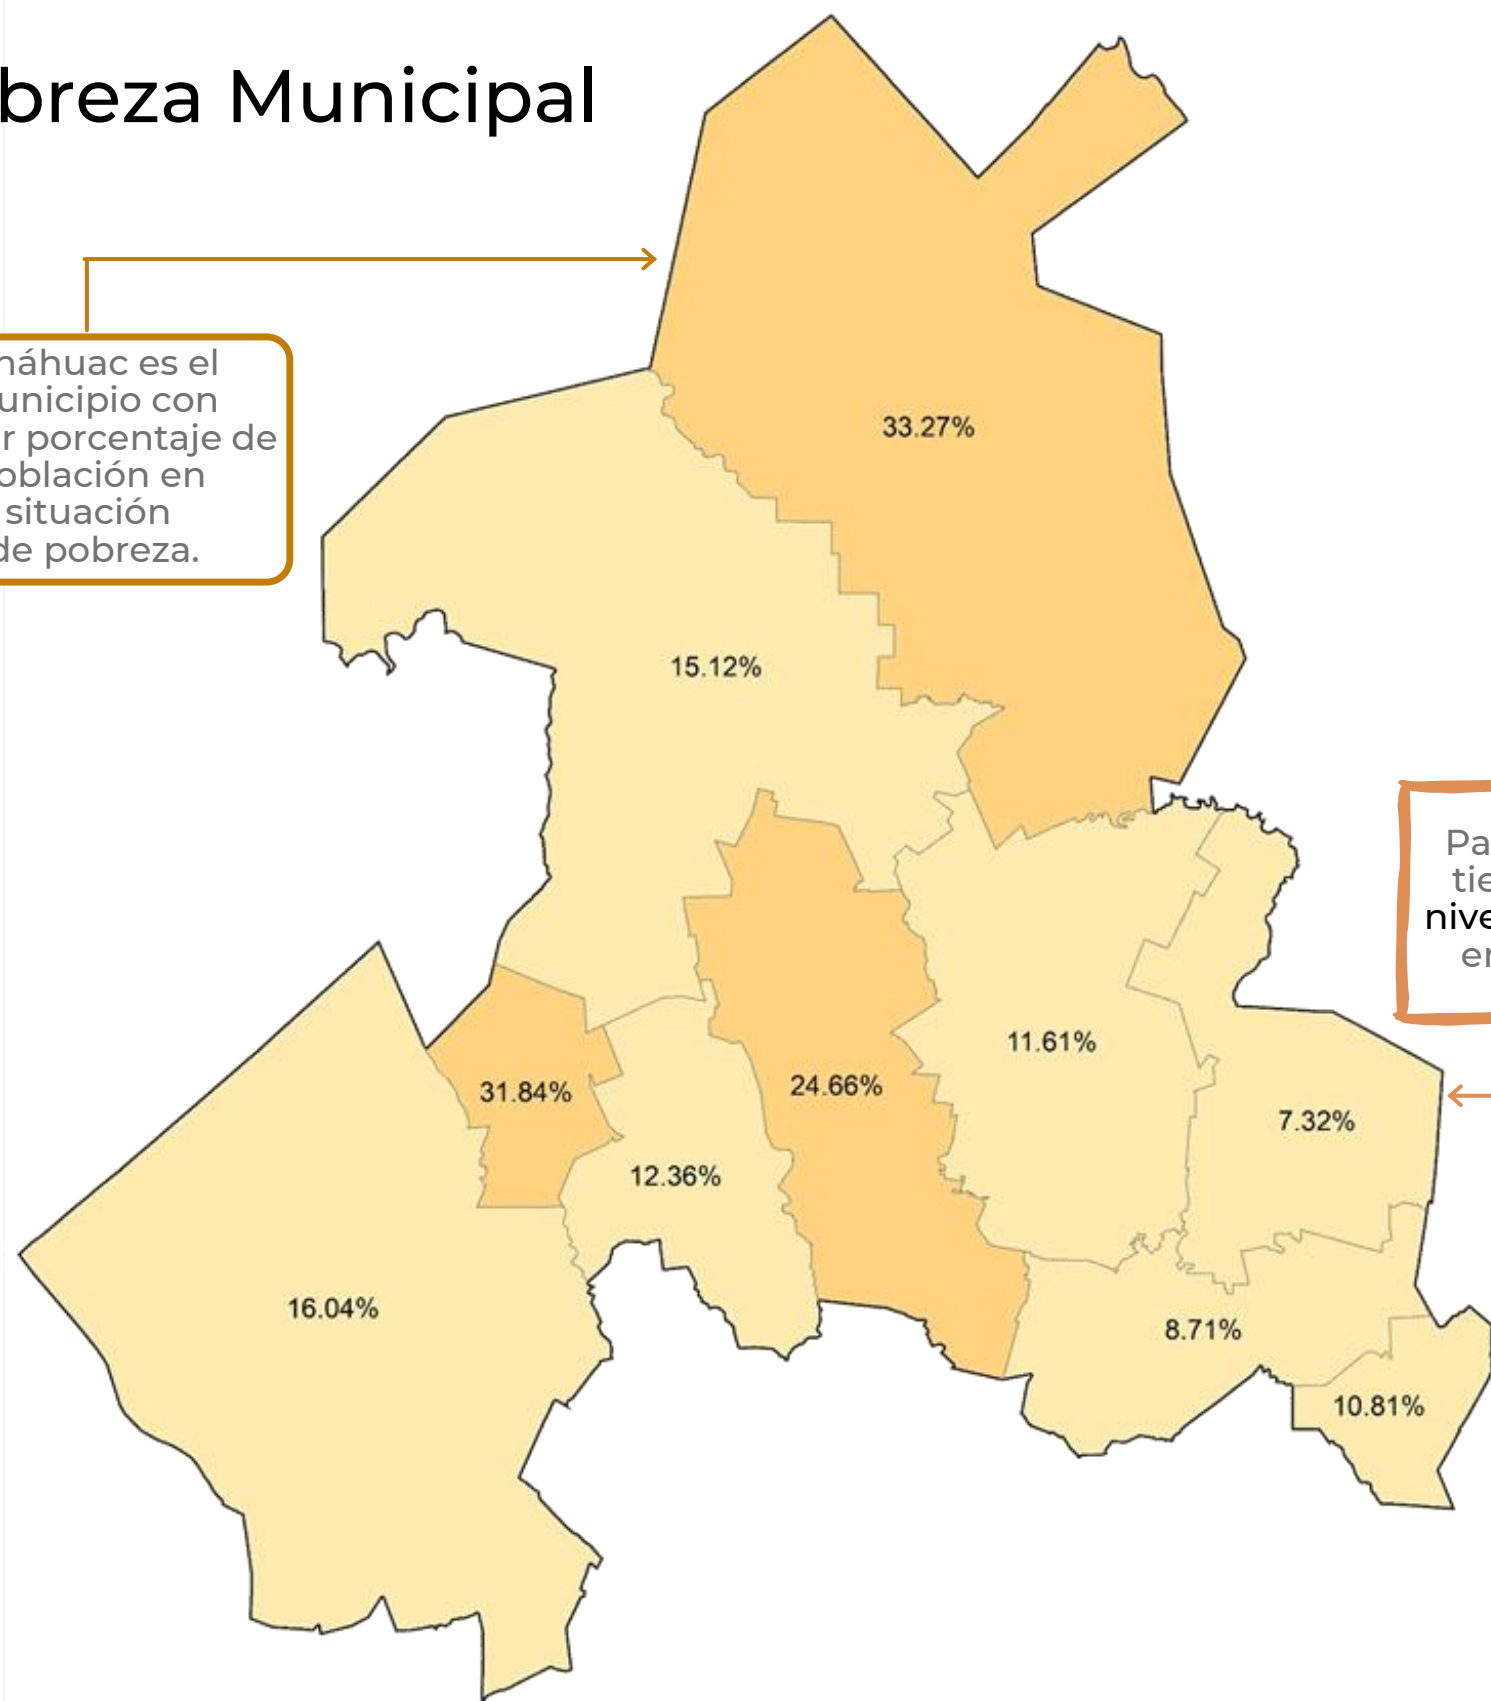 breza Municipal
náhuac es el
unicipio con
r porcentaje de
oblación en
situación
de pobreza.
33.27%
15.12%
Pa
tie
nive
er
11.61%
31.84%
24.66%
7.32%
12.36%
16.04%
8.71%
10.81%